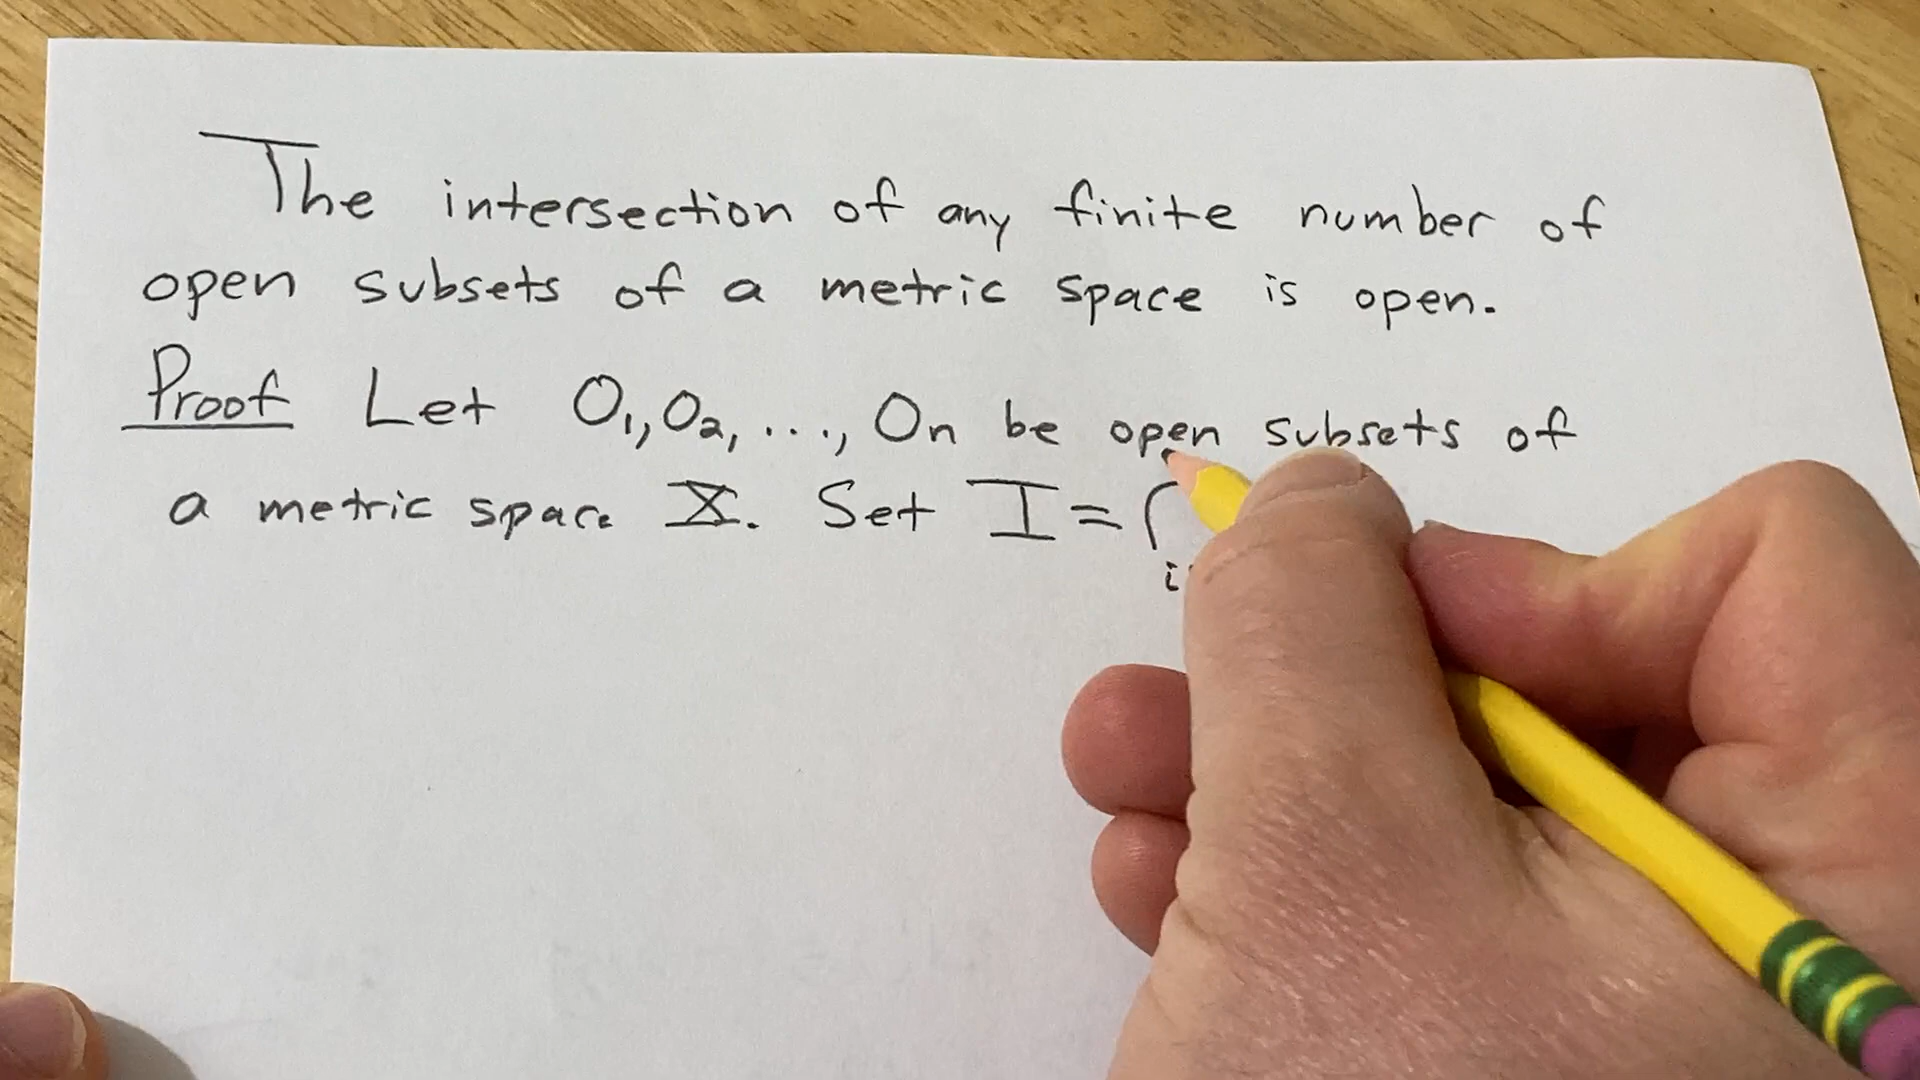 The intersection of any finite number of
open subsets of a metric space is open.
Proof Let O₁, O₂, ..., On be open subsets of
a metric space X. Set I = ∩
i